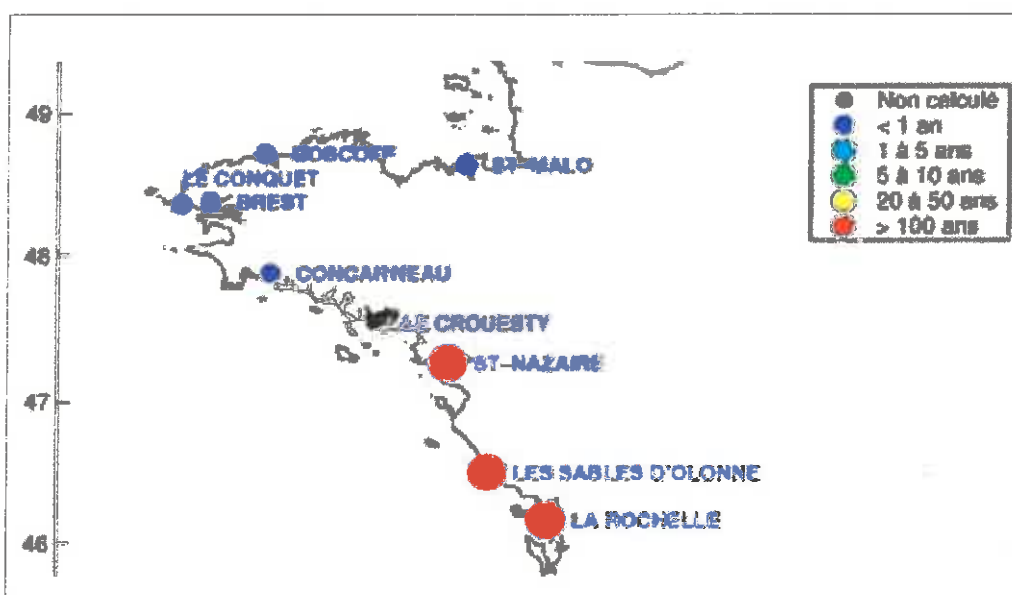 49
48
47
46
ROSCOFF
LE CONQUET
BREST
ST-MALO
CONCARNEAU
LE CROUESTY
ST-NAZAIRE
LES SABLES D'OLONNE
LA ROCHELLE
Non calculé
< 1 an
1 à 5 ans
5 à 10 ans
20 à 50 ans
> 100 ans